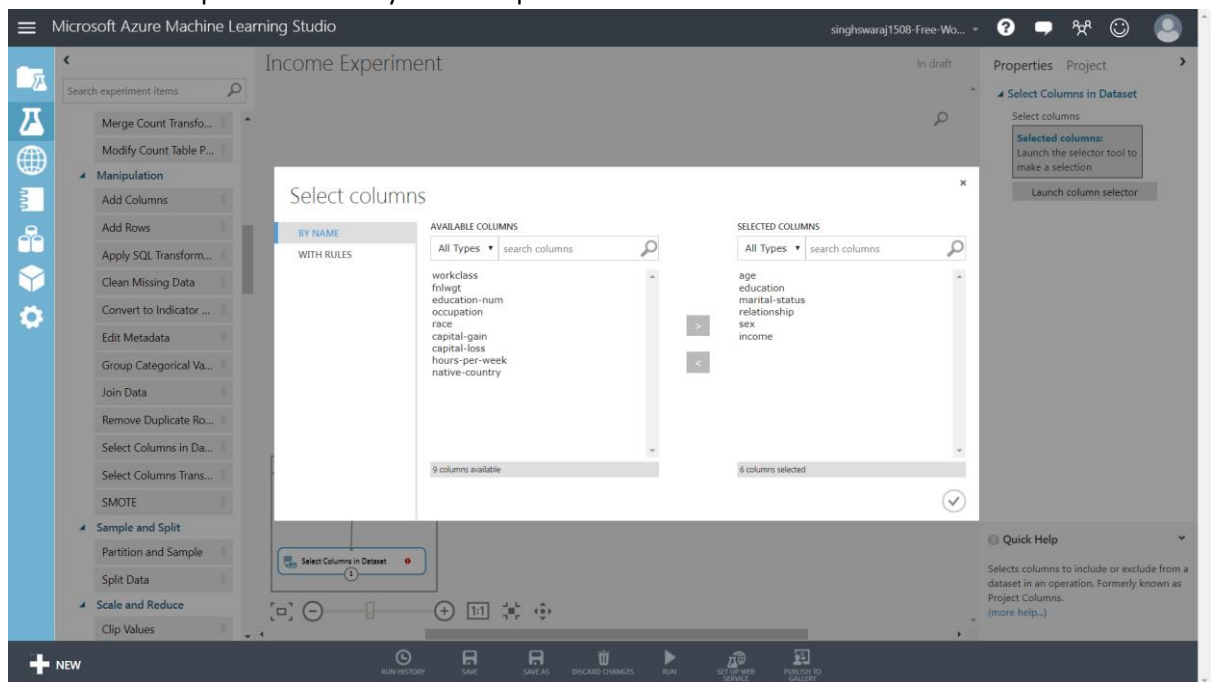 Microsoft Azure Machine Learning Studio
singhswaraj1508-Free-Wo...
Search experiment items
Merge Count Transfo...
Modify Count Table P...
Manipulation
Add Columns
Add Rows
Apply SQL Transform...
Clean Missing Data
Convert to Indicator ...
Edit Metadata
Group Categorical Va...
Join Data
Remove Duplicate Ro...
Select Columns in Da...
Select Columns Trans...
SMOTE
Sample and Split
Partition and Sample
Split Data
Scale and Reduce
Clip Values
Income Experiment
In draft
Select columns
BY NAME
WITH RULES
AVAILABLE COLUMNS
All Types
search columns
workclass
fnlwgt
education-num
occupation
race
capital-gain
capital-loss
hours-per-week
native-country
9 columns available
>
<
SELECTED COLUMNS
All Types
search columns
age
education
marital-status
relationship
sex
income
6 columns selected
Select Columns in Dataset
1
1:1
Properties Project
Select Columns in Dataset
Select columns
Selected columns:
Launch the selector tool to
make a selection
Launch column selector
Quick Help
Selects columns to include or exclude from a
dataset in an operation. Formerly known as
Project Columns.
(more help...)
NEW
RUN HISTORY
SAVE
SAVE AS
DISCARD CHANGES
RUN
SET UP WEB
SERVICE
PUBLISH TO
GALLERY